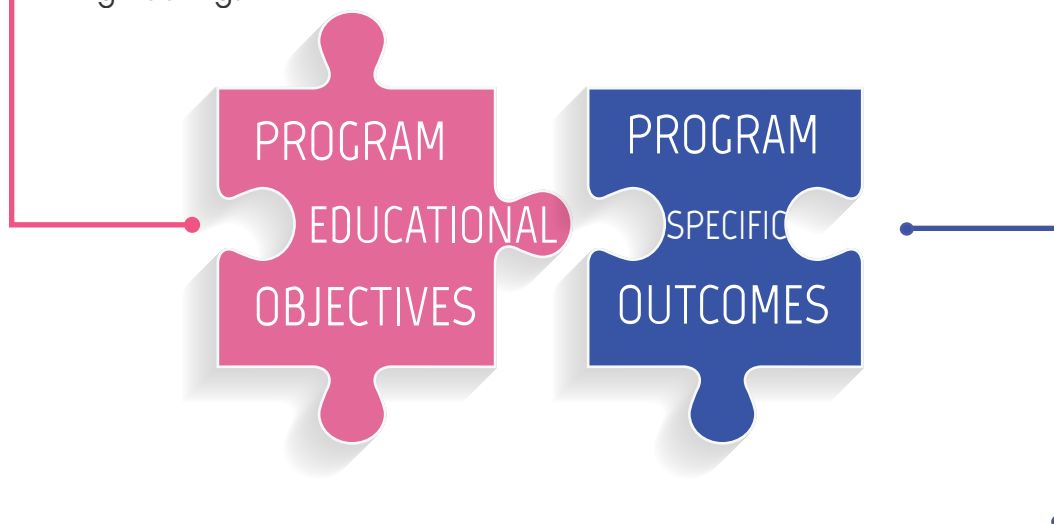 PROGRAM
EDUCATIONAL
OBJECTIVES
PROGRAM
SPECIFIC
OUTCOMES